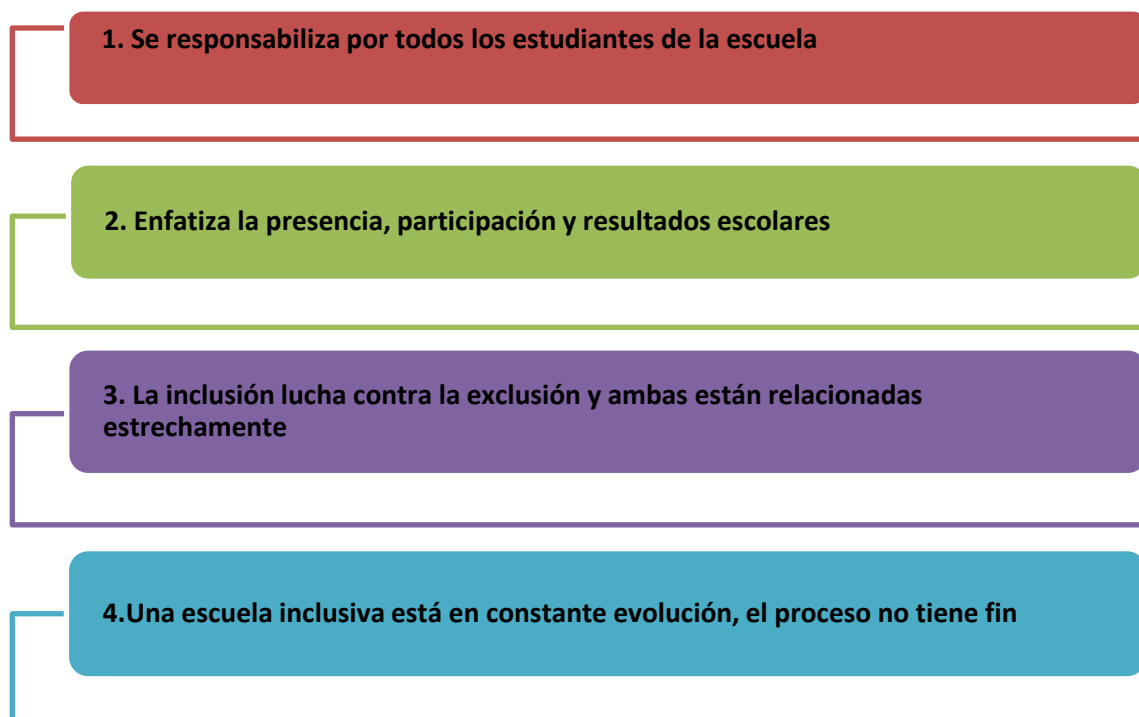 1. Se responsabiliza por todos los estudiantes de la escuela
2. Enfatiza la presencia, participación y resultados escolares
3. La inclusión lucha contra la exclusión y ambas están relacionadas
estrechamente
4.Una escuela inclusiva está en constante evolución, el proceso no tiene fin